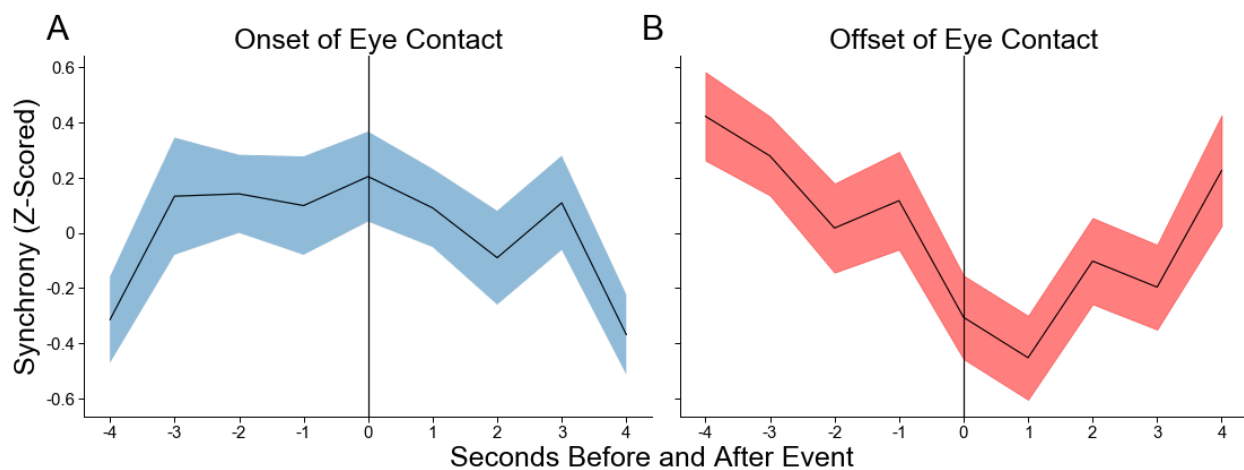 A
Onset of Eye Contact
B
Offset of Eye Contact
Synchrony (Z-Scored)
0.6
0.4
0.2
0
-0.2
-0.4
-0.6
-4 -3 -2 -1 0 1 2 3 4
-4 -3 -2 -1 0 1 2 3 4
Seconds Before and After Event